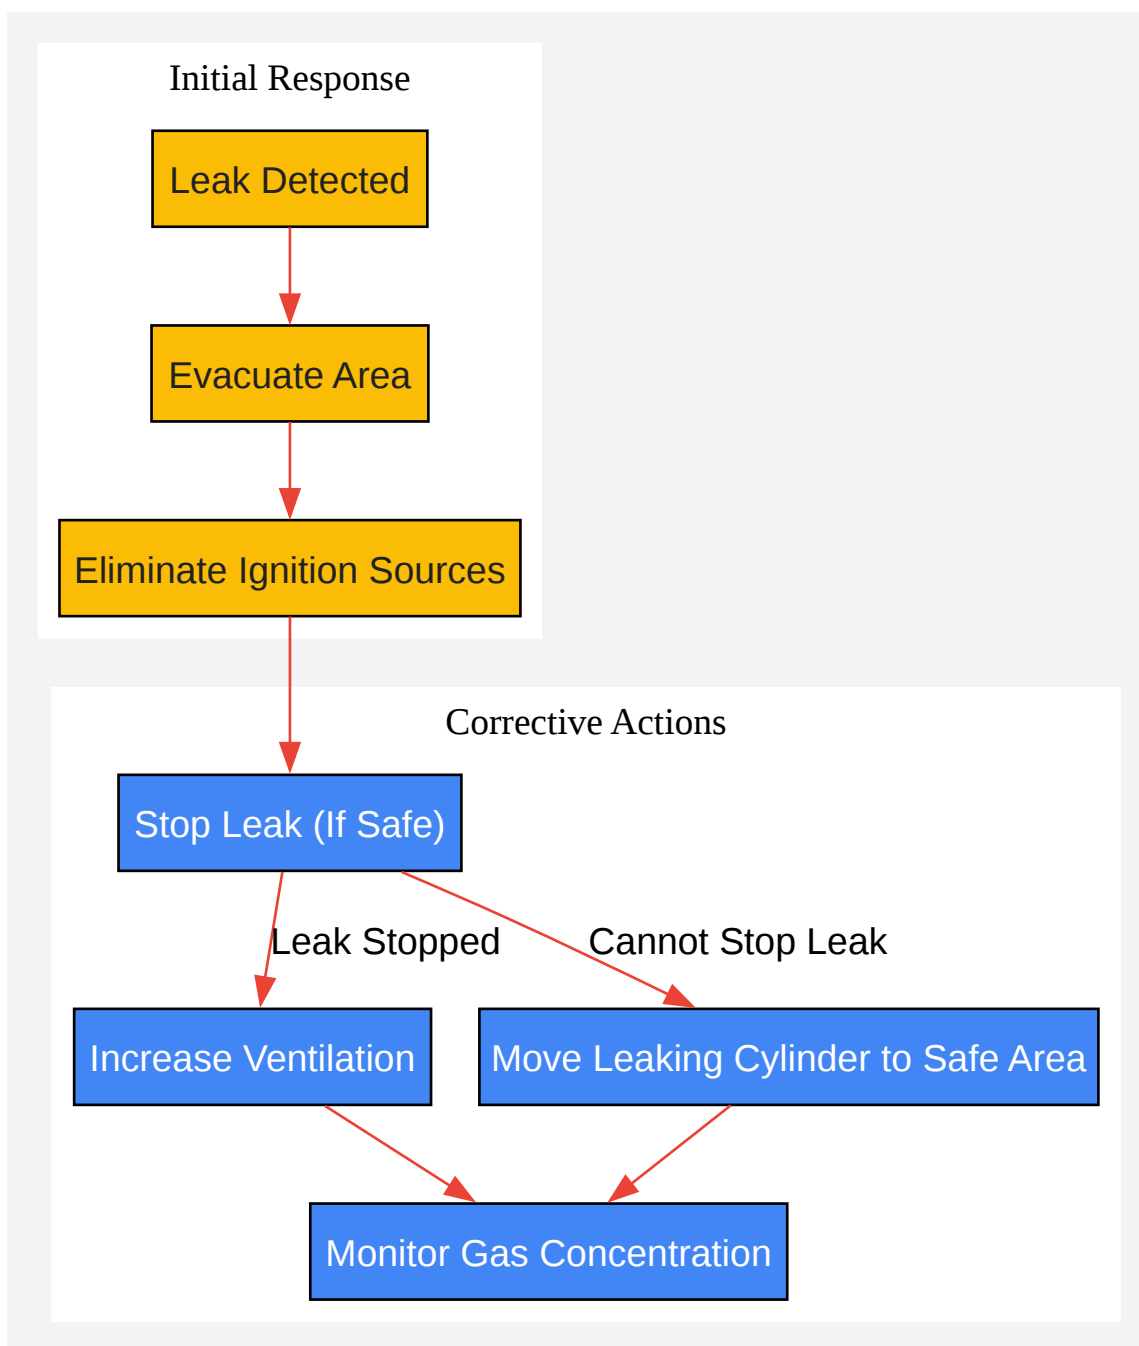 Initial Response
Leak Detected
Evacuate Area
Eliminate Ignition Sources
Corrective Actions
Stop Leak (If Safe)
Leak Stopped
Cannot Stop Leak
Increase Ventilation
Move Leaking Cylinder to Safe Area
Monitor Gas Concentration